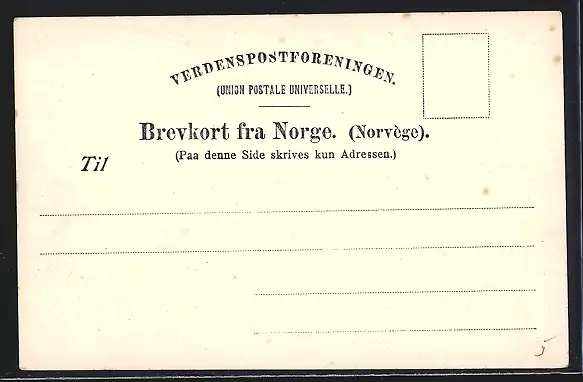 VERDENSPOSTFORENINGEN.
(UNION POSTALE UNIVERSELLE.)
Brevkort fra Norge. (Norvège).
(Paa denne Side skrives kun Adressen.)
Til
5